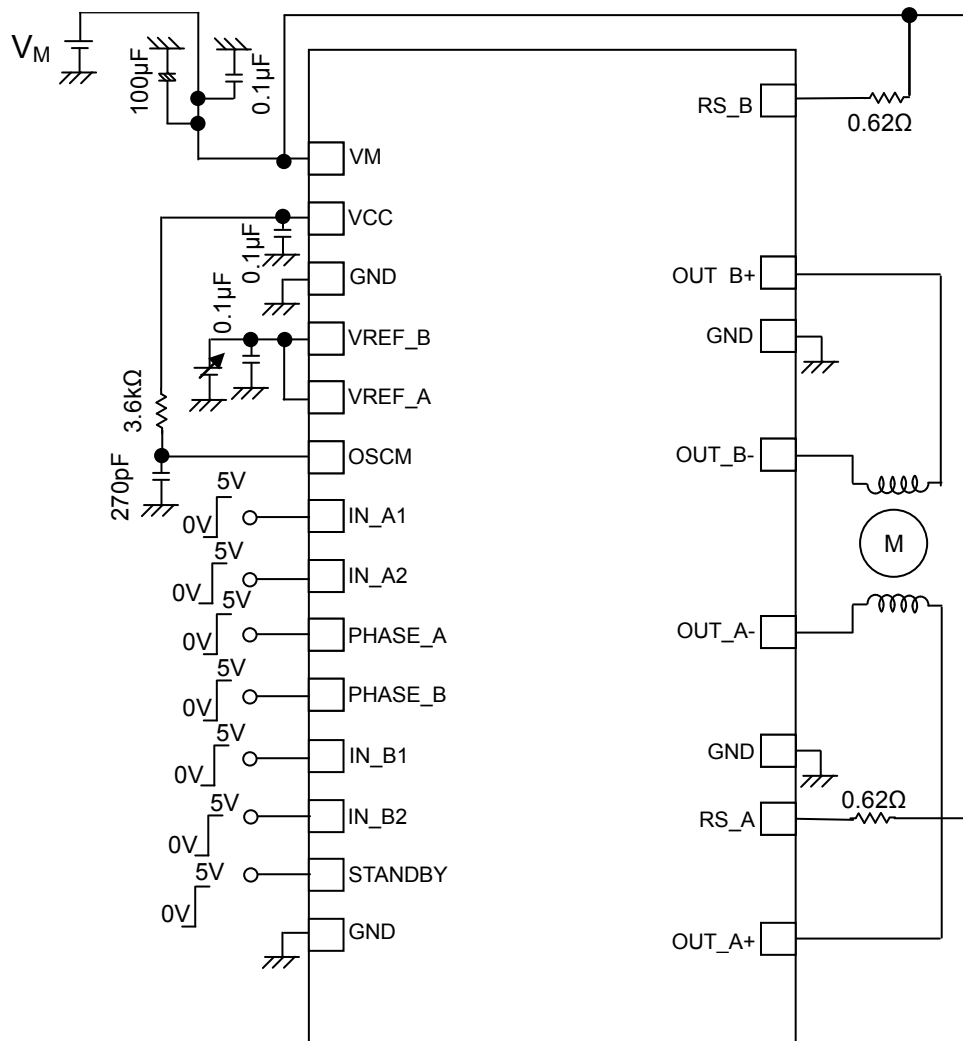 VM
100µF
0.1µF
RS_B
0.62Ω
VM
VCC
0.1µF
GND
OUT B+
0.1µF
VREF_B
GND
VREF_A
3.6kΩ
OSCM
OUT_B-
270pF
5V
0V
IN_A1
M
5V
0V
IN_A2
5V
0V
PHASE_A
OUT_A-
5V
0V
PHASE_B
5V
0V
IN_B1
GND
0.62Ω
5V
0V
IN_B2
RS_A
5V
0V
STANDBY
GND
OUT_A+